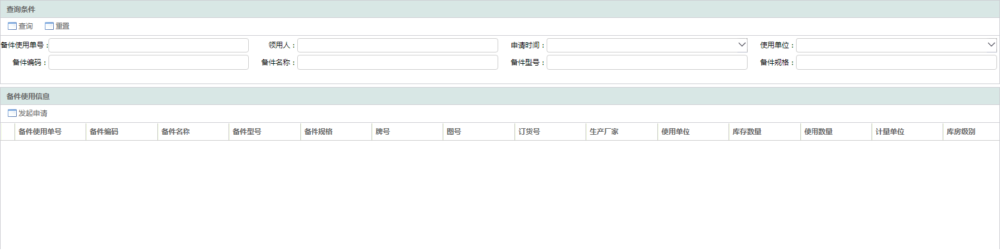 查询条件
查询 重置
备件使用单号： 领用人： 申请时间： 使用单位：
备件编码： 备件名称： 备件型号： 备件规格：
备件使用信息
发起申请
备件使用单号 备件编码 备件名称 备件型号 备件规格 牌号 图号 订货号 生产厂家 使用单位 库存数量 使用数量 计量单位 库房级别